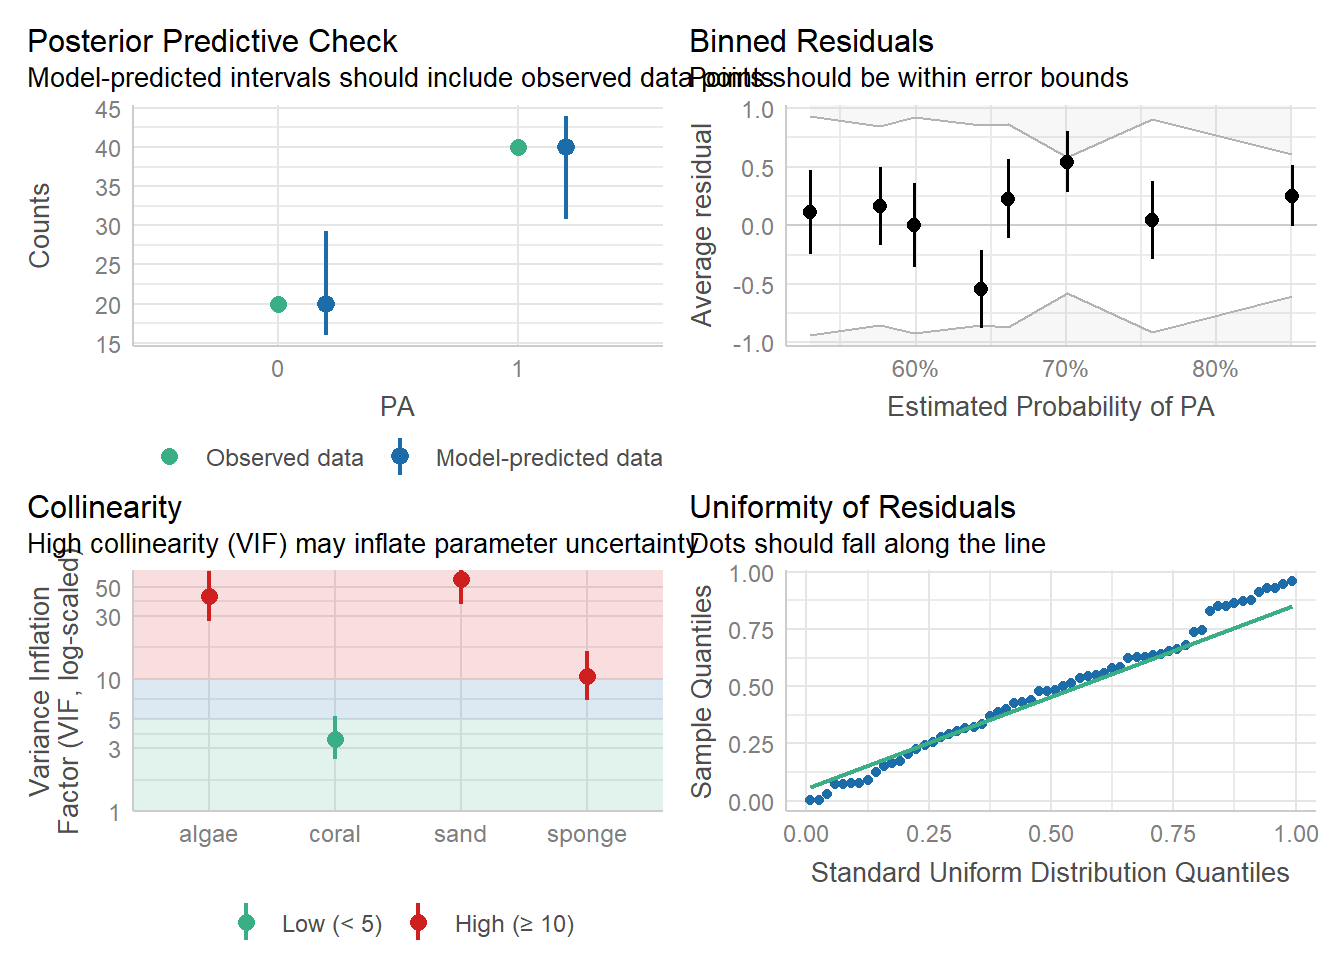 Posterior Predictive Check
Model-predicted intervals should include observed data points
45
40
35
30
25
20
15
Counts
0
1
PA
Observed data
Model-predicted data
Binned Residuals
Points should be within error bounds
1.0
0.5
0.0
-0.5
-1.0
Average residual
60%
70%
80%
Estimated Probability of PA
Collinearity
High collinearity (VIF) may inflate parameter uncertainty
50
30
10
5
3
1
Variance Inflation
Factor (VIF, log-scaled)
algae
coral
sand
sponge
Low (< 5)
High (≥ 10)
Uniformity of Residuals
Dots should fall along the line
1.00
0.75
0.50
0.25
0.00
Sample Quantiles
0.00
0.25
0.50
0.75
1.00
Standard Uniform Distribution Quantiles